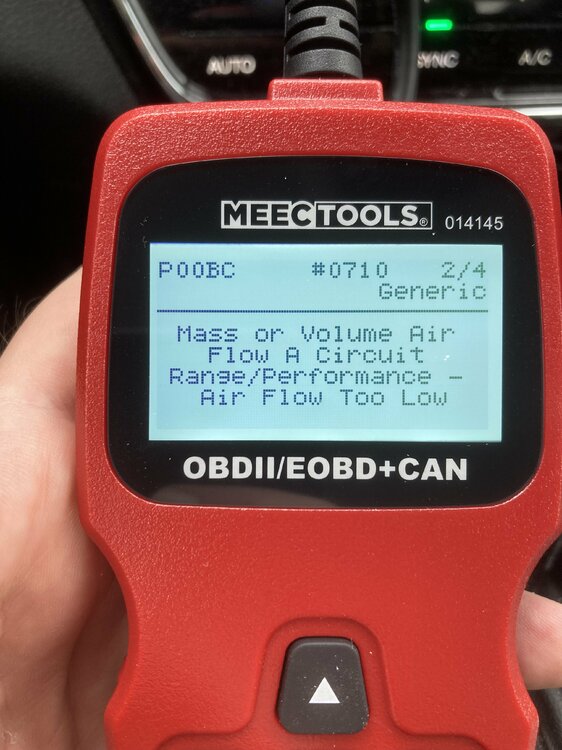 AUTO SYNC A/C
MEECTOOLS® 014145
P00BC #0710 2/4
Generic
Mass or Volume Air
Flow A Circuit
Range/Performance -
Air Flow Too Low
OBDII/EOBD+CAN